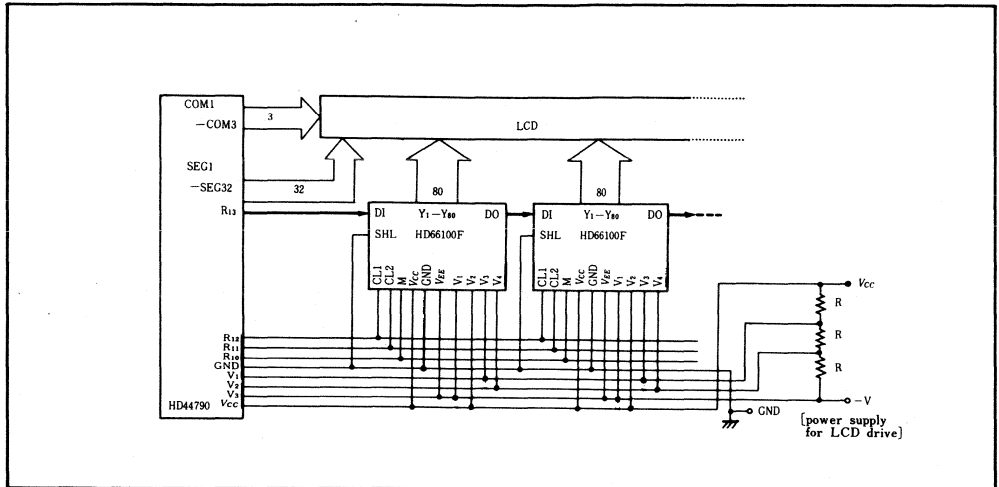 COM1
—COM3
3
LCD
SEG1
—SEG32
32
80
80
R₁₃
DI Y₁—Y₈₀ DO
SHL HD66100F
CL1 CL2 M VCC GND VEE V₁ V₂ V₃ V₄
DI Y₁—Y₈₀ DO
SHL HD66100F
CL1 CL2 M VCC GND VEE V₁ V₂ V₃ V₄
VCC
R
R
R
R₁₂
R₁₁
R₁₀
GND
V₁
V₂
V₃
VCC
HD44790
—V
GND
[power supply
for LCD drive]